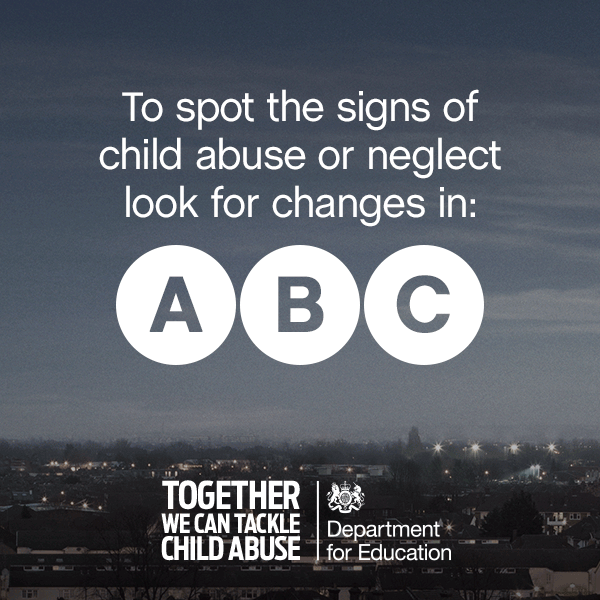 To spot the signs of
child abuse or neglect
look for changes in:
A B C
TOGETHER
WE CAN TACKLE
CHILD ABUSE
Department
for Education